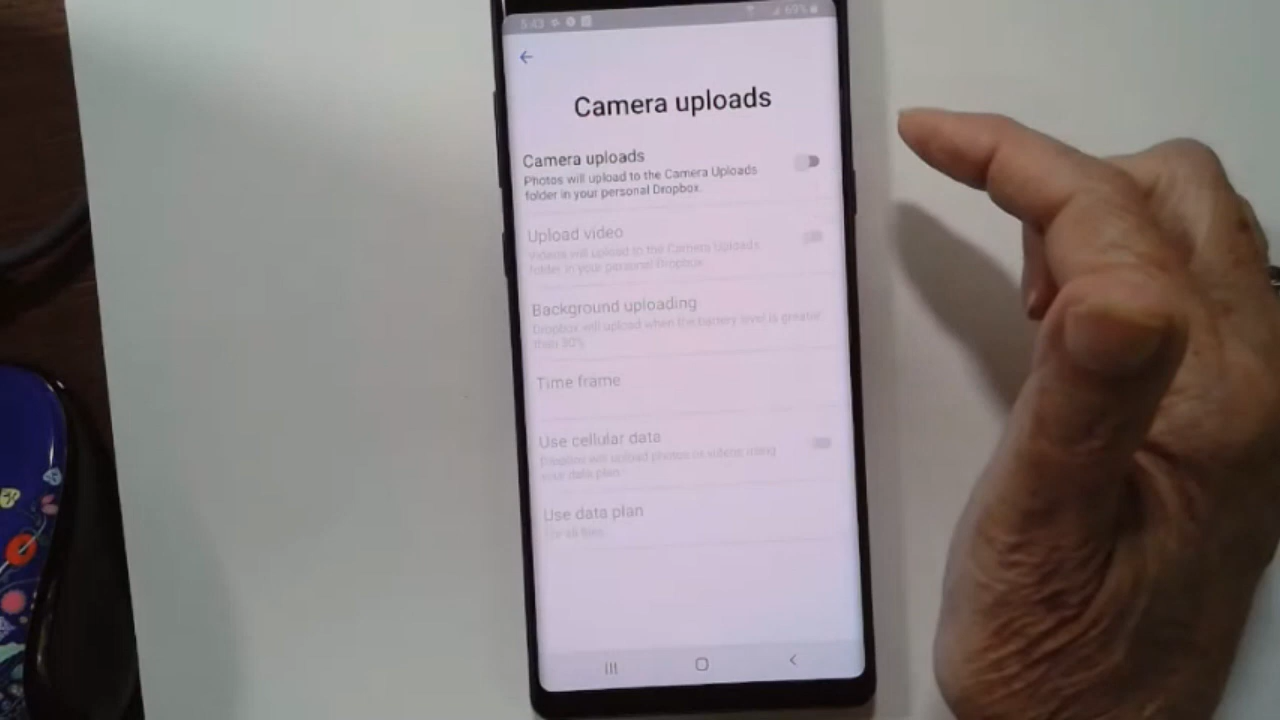 5:43 69%
Camera uploads
Camera uploads
Photos will upload to the Camera Uploads
folder in your personal Dropbox.
Upload video
Videos will upload to the Camera Uploads
folder in your personal Dropbox.
Background uploading
Dropbox will upload when the battery level is greater
than 30%
Time frame
Use cellular data
Dropbox will upload photos or videos using
your data plan
Use data plan
For all files